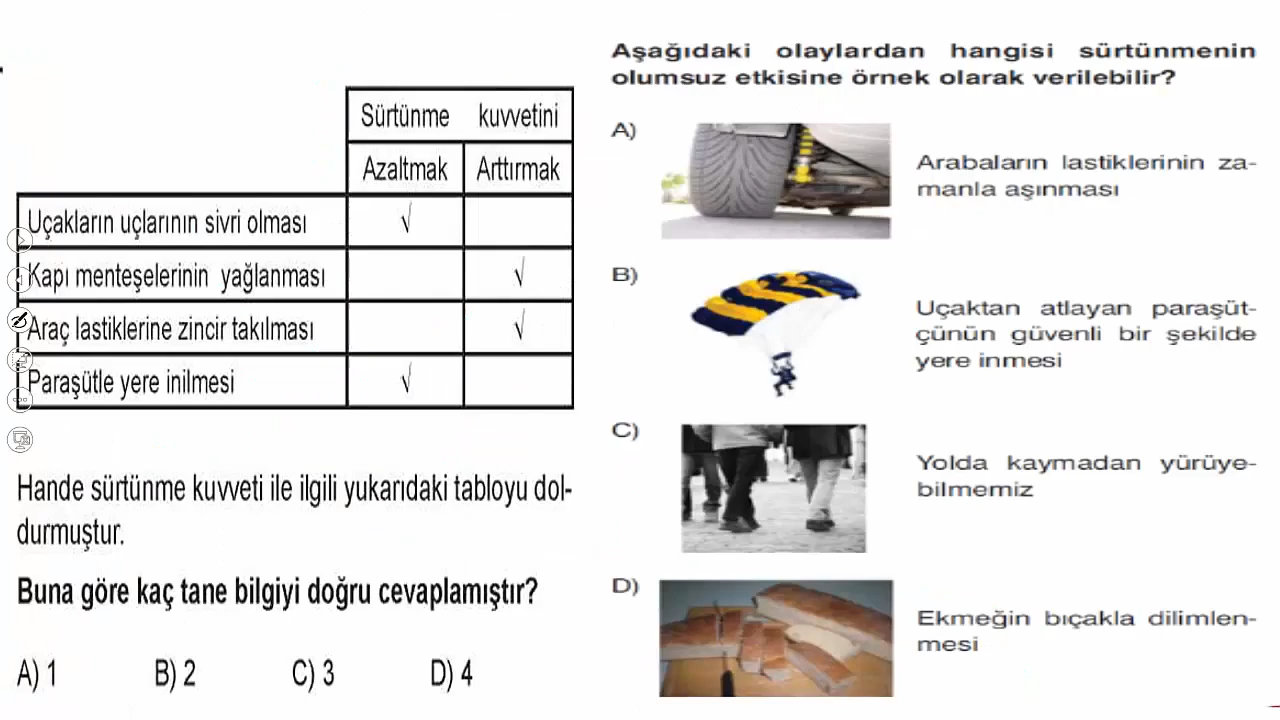 Sürtünme kuvvetini
Azaltmak Arttırmak
Uçakların uçlarının sivri olması √
Kapı menteşelerinin yağlanması √
Araç lastiklerine zincir takılması √
Paraşütle yere inilmesi √
Hande sürtünme kuvveti ile ilgili yukarıdaki tabloyu dol-
durmuştur.
Buna göre kaç tane bilgiyi doğru cevaplamıştır?
A) 1 B) 2 C) 3 D) 4
Aşağıdaki olaylardan hangisi sürtünmenin
olumsuz etkisine örnek olarak verilebilir?
A)
Arabaların lastiklerinin za-
manla aşınması
B)
Uçaktan atlayan paraşüt-
çünün güvenli bir şekilde
yere inmesi
C)
Yolda kaymadan yürüye-
bilmemiz
D)
Ekmeğin bıçakla dilimlen-
mesi